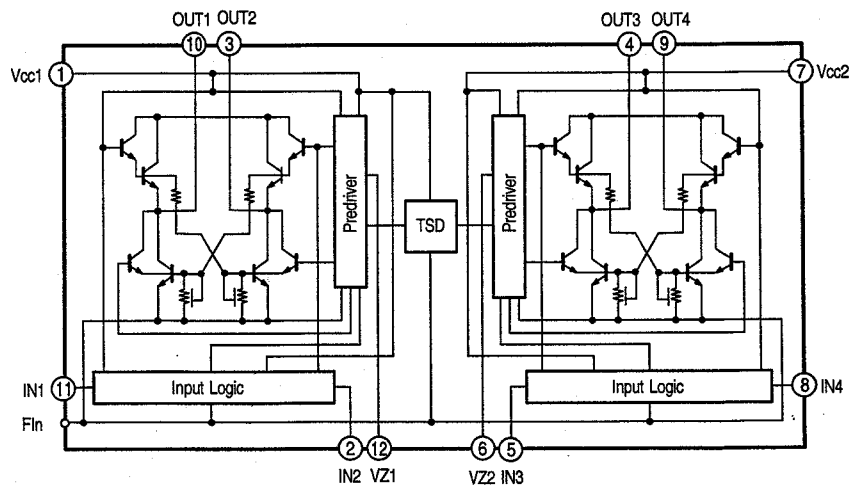 OUT1 OUT2 OUT3 OUT4
10 3 4 9
Vcc1 1 7 Vcc2
Predriver TSD Predriver
IN1 11 Input Logic Input Logic 8 IN4
FIn
2 12 6 5
IN2 VZ1 VZ2 IN3